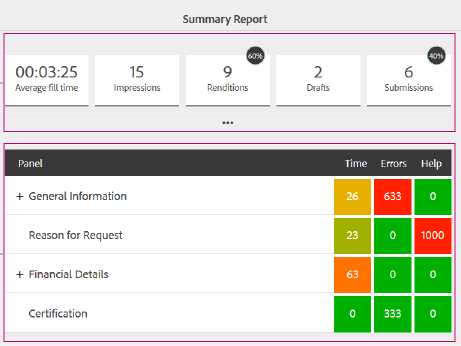 Summary Report
60% 40%
00:03:25 15 9 2 6
Average fill time Impressions Renditions Drafts Submissions
•••
Panel Time Errors Help
+ General Information 26 633 0
Reason for Request 23 0 1000
+ Financial Details 63 0 0
Certification 0 333 0